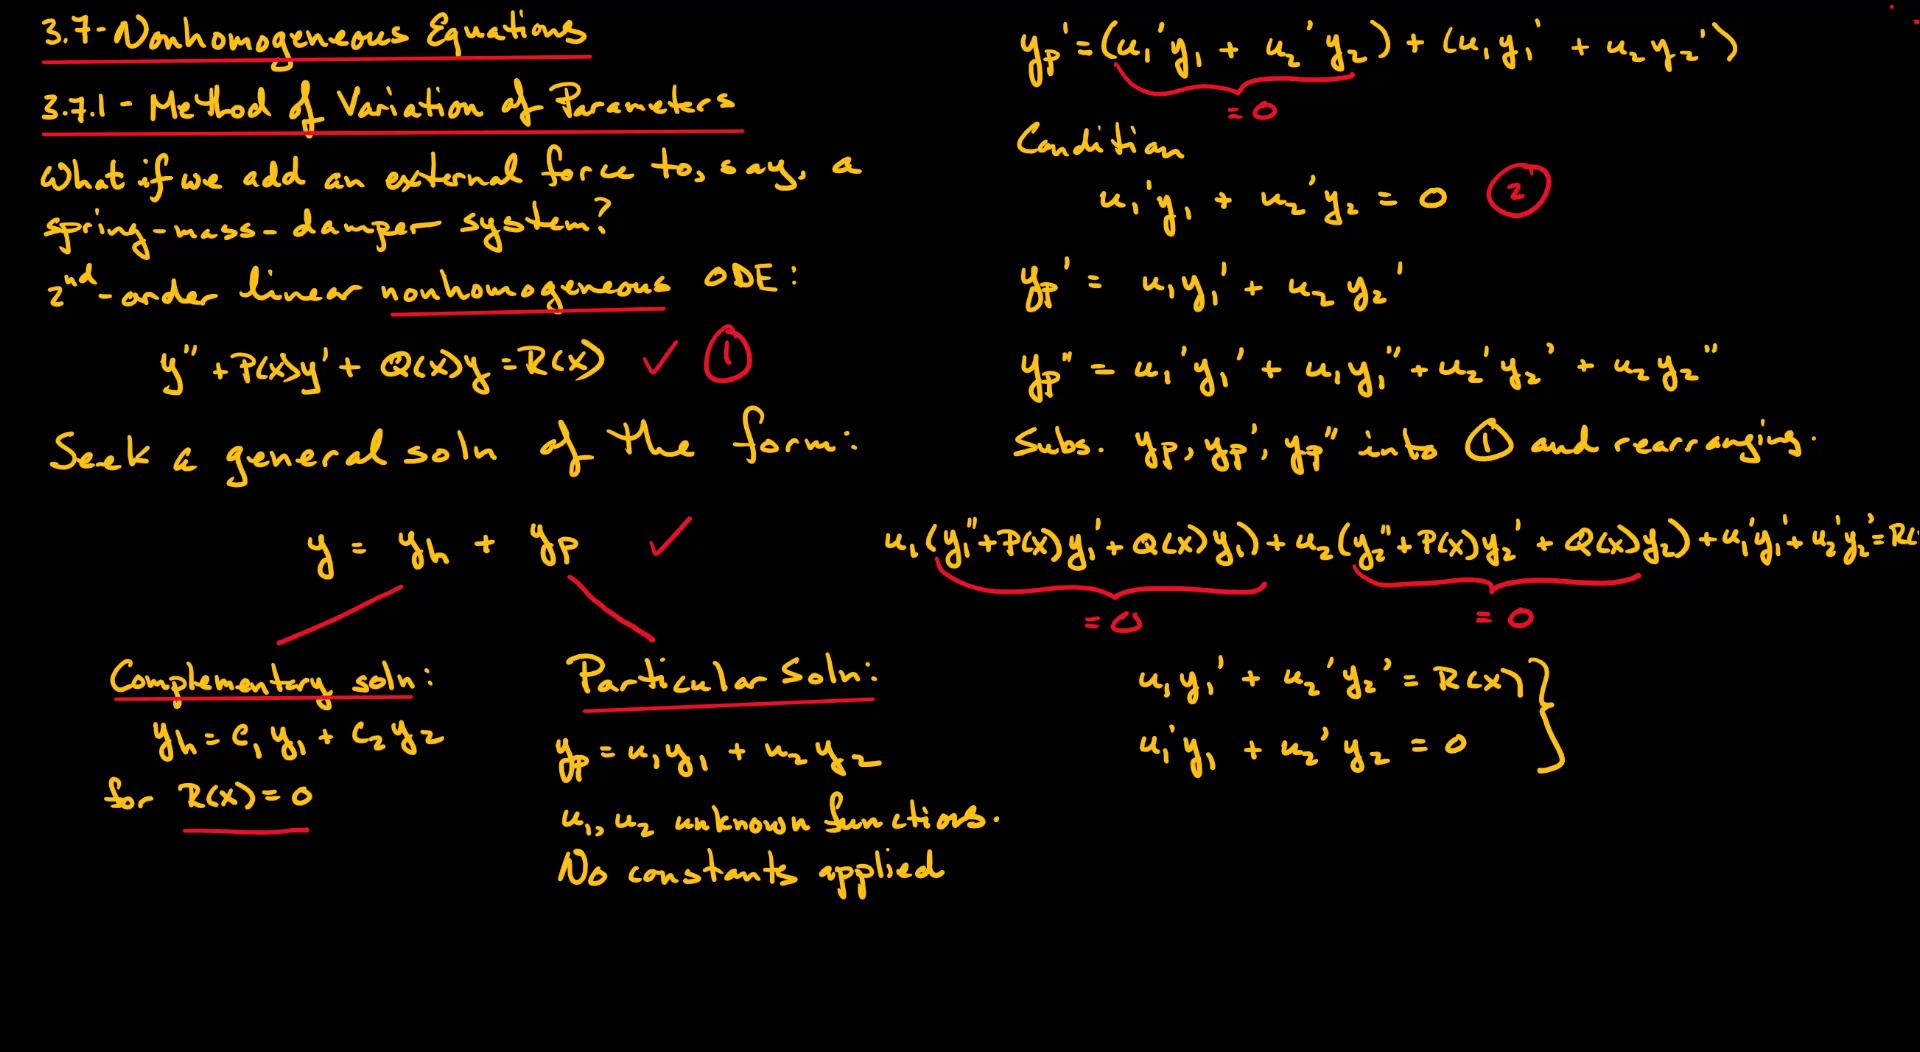 3.7-Nonhomogeneous Equations
3.7.1-Method of Variation of Parameters
What if we add an external force to, say, a
spring-mass-damper system?
2nd-order linear nonhomogeneous ODE:
y'' + P(x)y' + Q(x)y = R(x) ✓ ①
Seek a general soln of the form:
y = yh + yp ✓
Complementary soln:
yh = c₁y₁ + c₂y₂
for R(x) = 0
Particular Soln:
yp = u₁y₁ + u₂y₂
u₁, u₂ unknown functions.
No constants applied
yp' = (u₁'y₁ + u₂'y₂) + (u₁y₁' + u₂y₂')
= 0
Condition
u₁'y₁ + u₂'y₂ = 0 ②
yp' = u₁y₁' + u₂y₂'
yp'' = u₁'y₁' + u₁y₁'' + u₂'y₂' + u₂y₂''
Subs. yp, yp', yp'' into ① and rearranging.
u₁(y₁''+P(x)y₁'+Q(x)y₁)+u₂(y₂''+P(x)y₂'+Q(x)y₂)+u₁'y₁'+u₂'y₂'=R(
= 0 = 0
u₁y₁' + u₂'y₂' = R(x)
u₁'y₁ + u₂'y₂ = 0